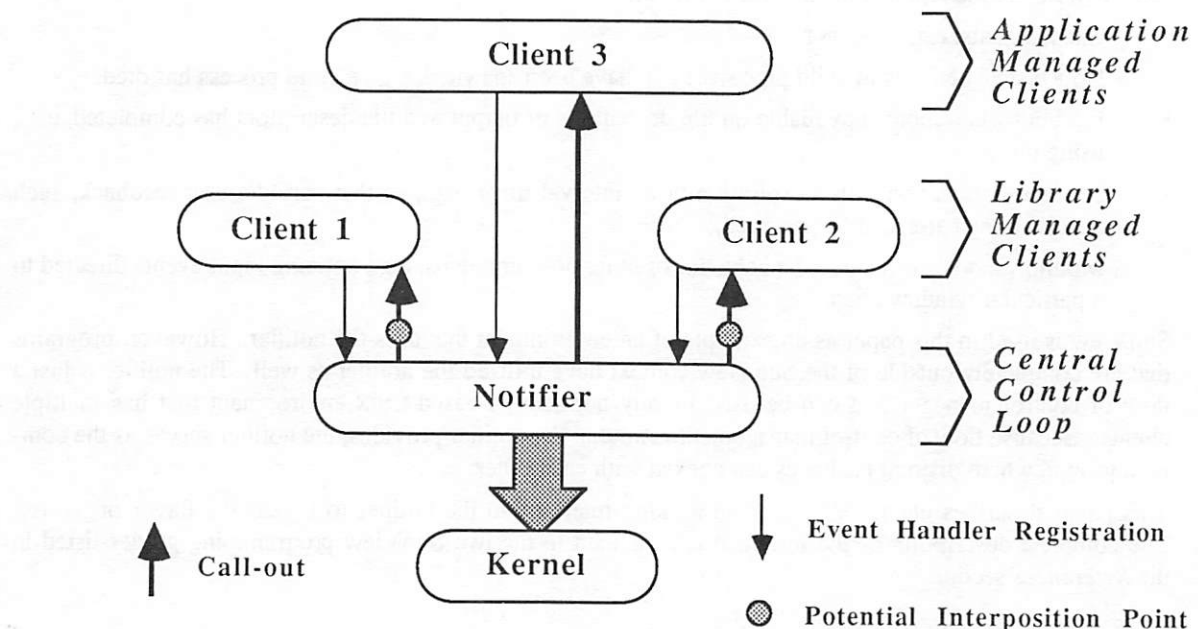 Client 3
Application
Managed
Clients
Client 1
Client 2
Library
Managed
Clients
Notifier
Central
Control
Loop
Kernel
Call-out
Event Handler Registration
Potential Interposition Point